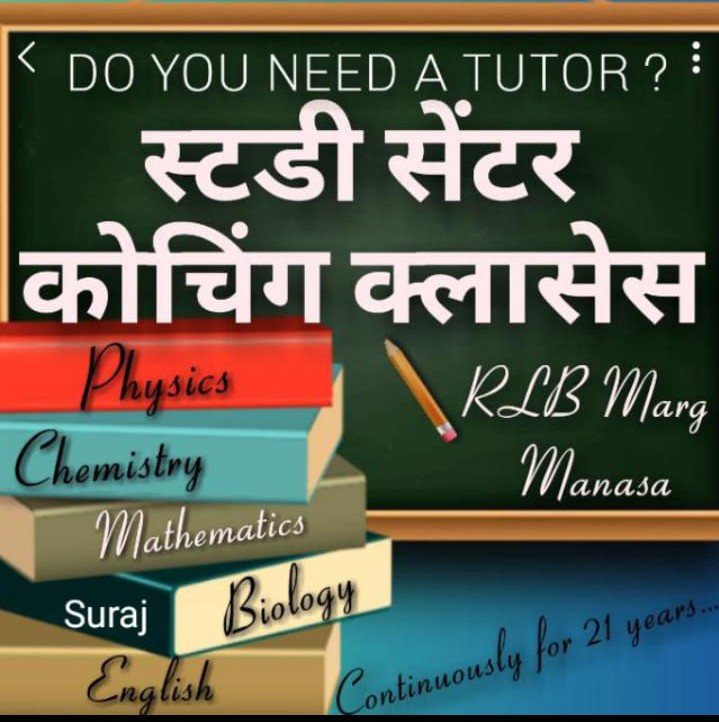 DO YOU NEED A TUTOR ?
स्टडी सेंटर
कोचिंग क्लासेस
Physics
Chemistry
Mathematics
Suraj
Biology
English
RLB Marg
Manasa
Continuously for 21 years...